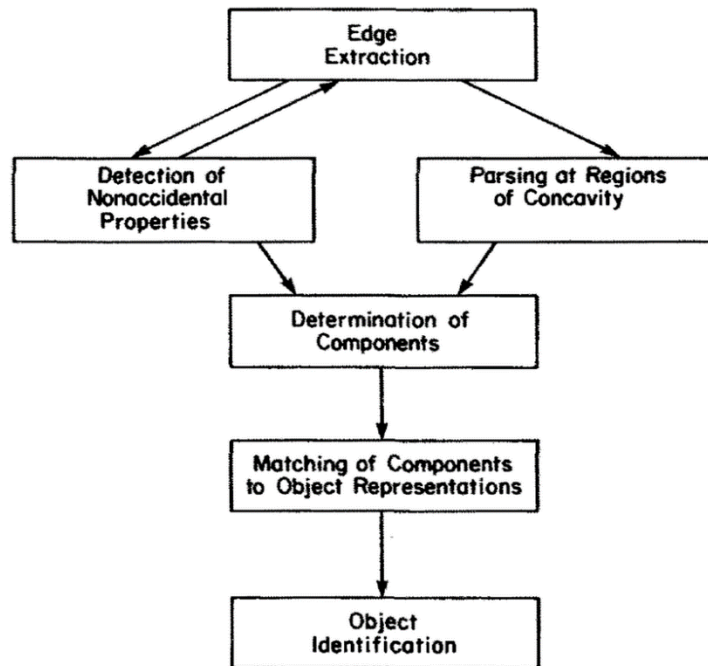 Edge
Extraction
Detection of
Nonaccidental
Properties
Parsing at Regions
of Concavity
Determination of
Components
Matching of Components
to Object Representations
Object
Identification